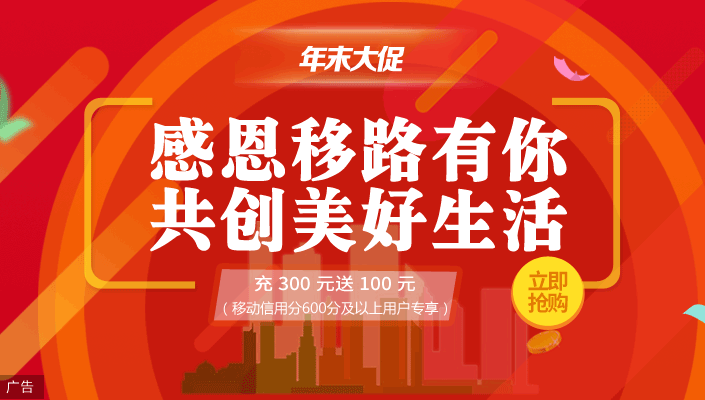 年末大促
感恩移路有你
共创美好生活
充 300 元送 100 元
（移动信用分600分及以上用户专享）
立即
抢购
广告